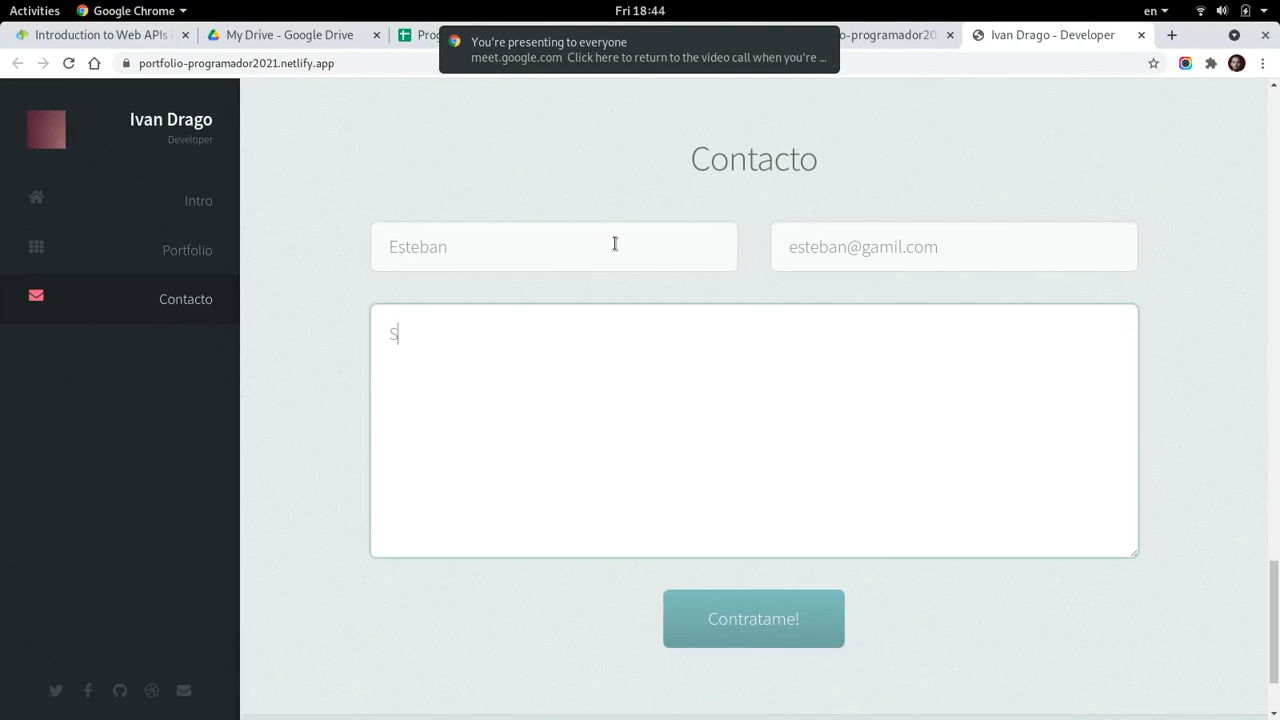 Activities
Google Chrome
Fri 18:44
en
Introduction to Web APIs
My Drive - Google Drive
You're presenting to everyone
meet.google.com Click here to return to the video call when you're ...
o-programador20
Ivan Drago - Developer
portfolio-programador2021.netlify.app
Ivan Drago
Developer
Intro
Portfolio
Contacto
Contacto
Esteban
esteban@gamil.com
S
Contratame!